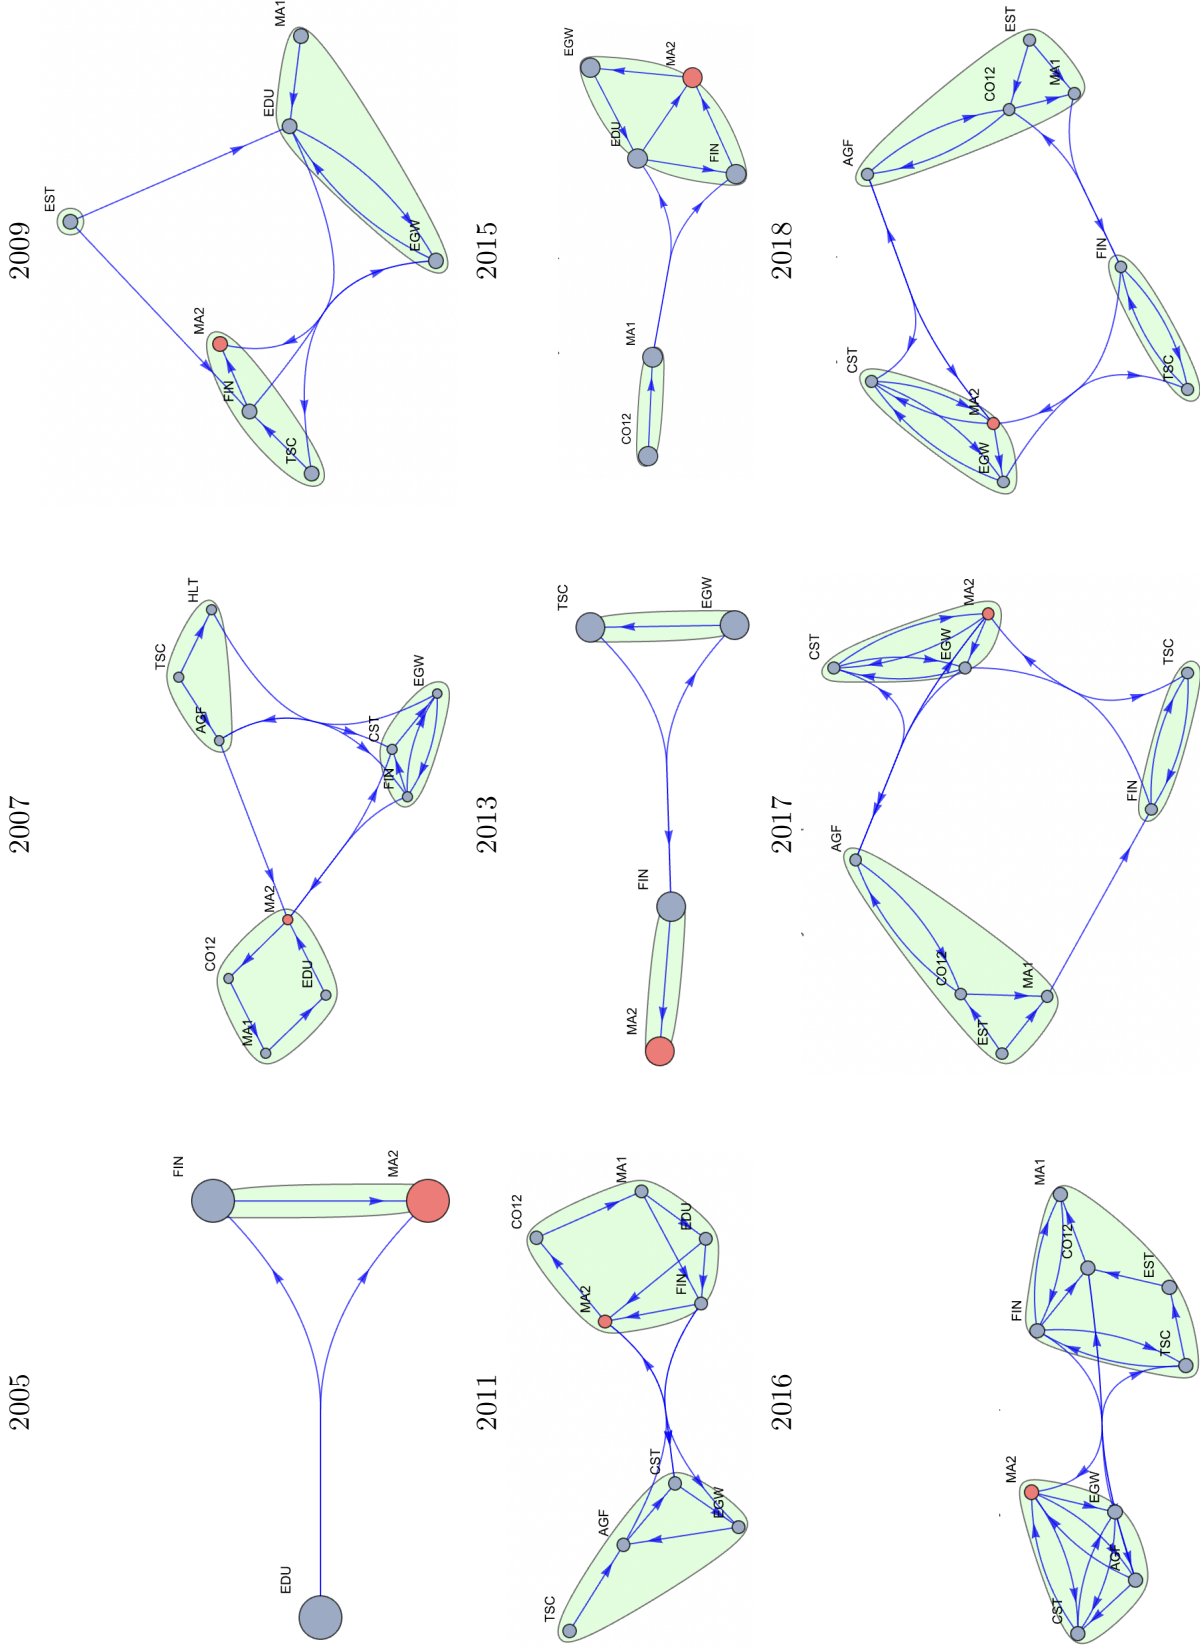 2005
FIN
MA2
EDU
2007
HLT
TSC
AGF
EGW
CST
FIN
MA2
CO12
EDU
MA1
2009
MA1
EDU
EST
EGW
MA2
FIN
TSC
2011
MA1
CO12
EDU
FIN
MA2
CST
EGW
AGF
TSC
2013
TSC
EGW
FIN
MA2
2015
EGW
MA2
EDU
FIN
MA1
CO12
2016
MA1
CO12
EST
FIN
TSC
MA2
EGW
AGF
CST
2017
MA2
CST
EGW
TSC
AGF
FIN
CO12
MA1
EST
2018
EST
MA1
CO12
AGF
FIN
CST
TSC
MA2
EGW